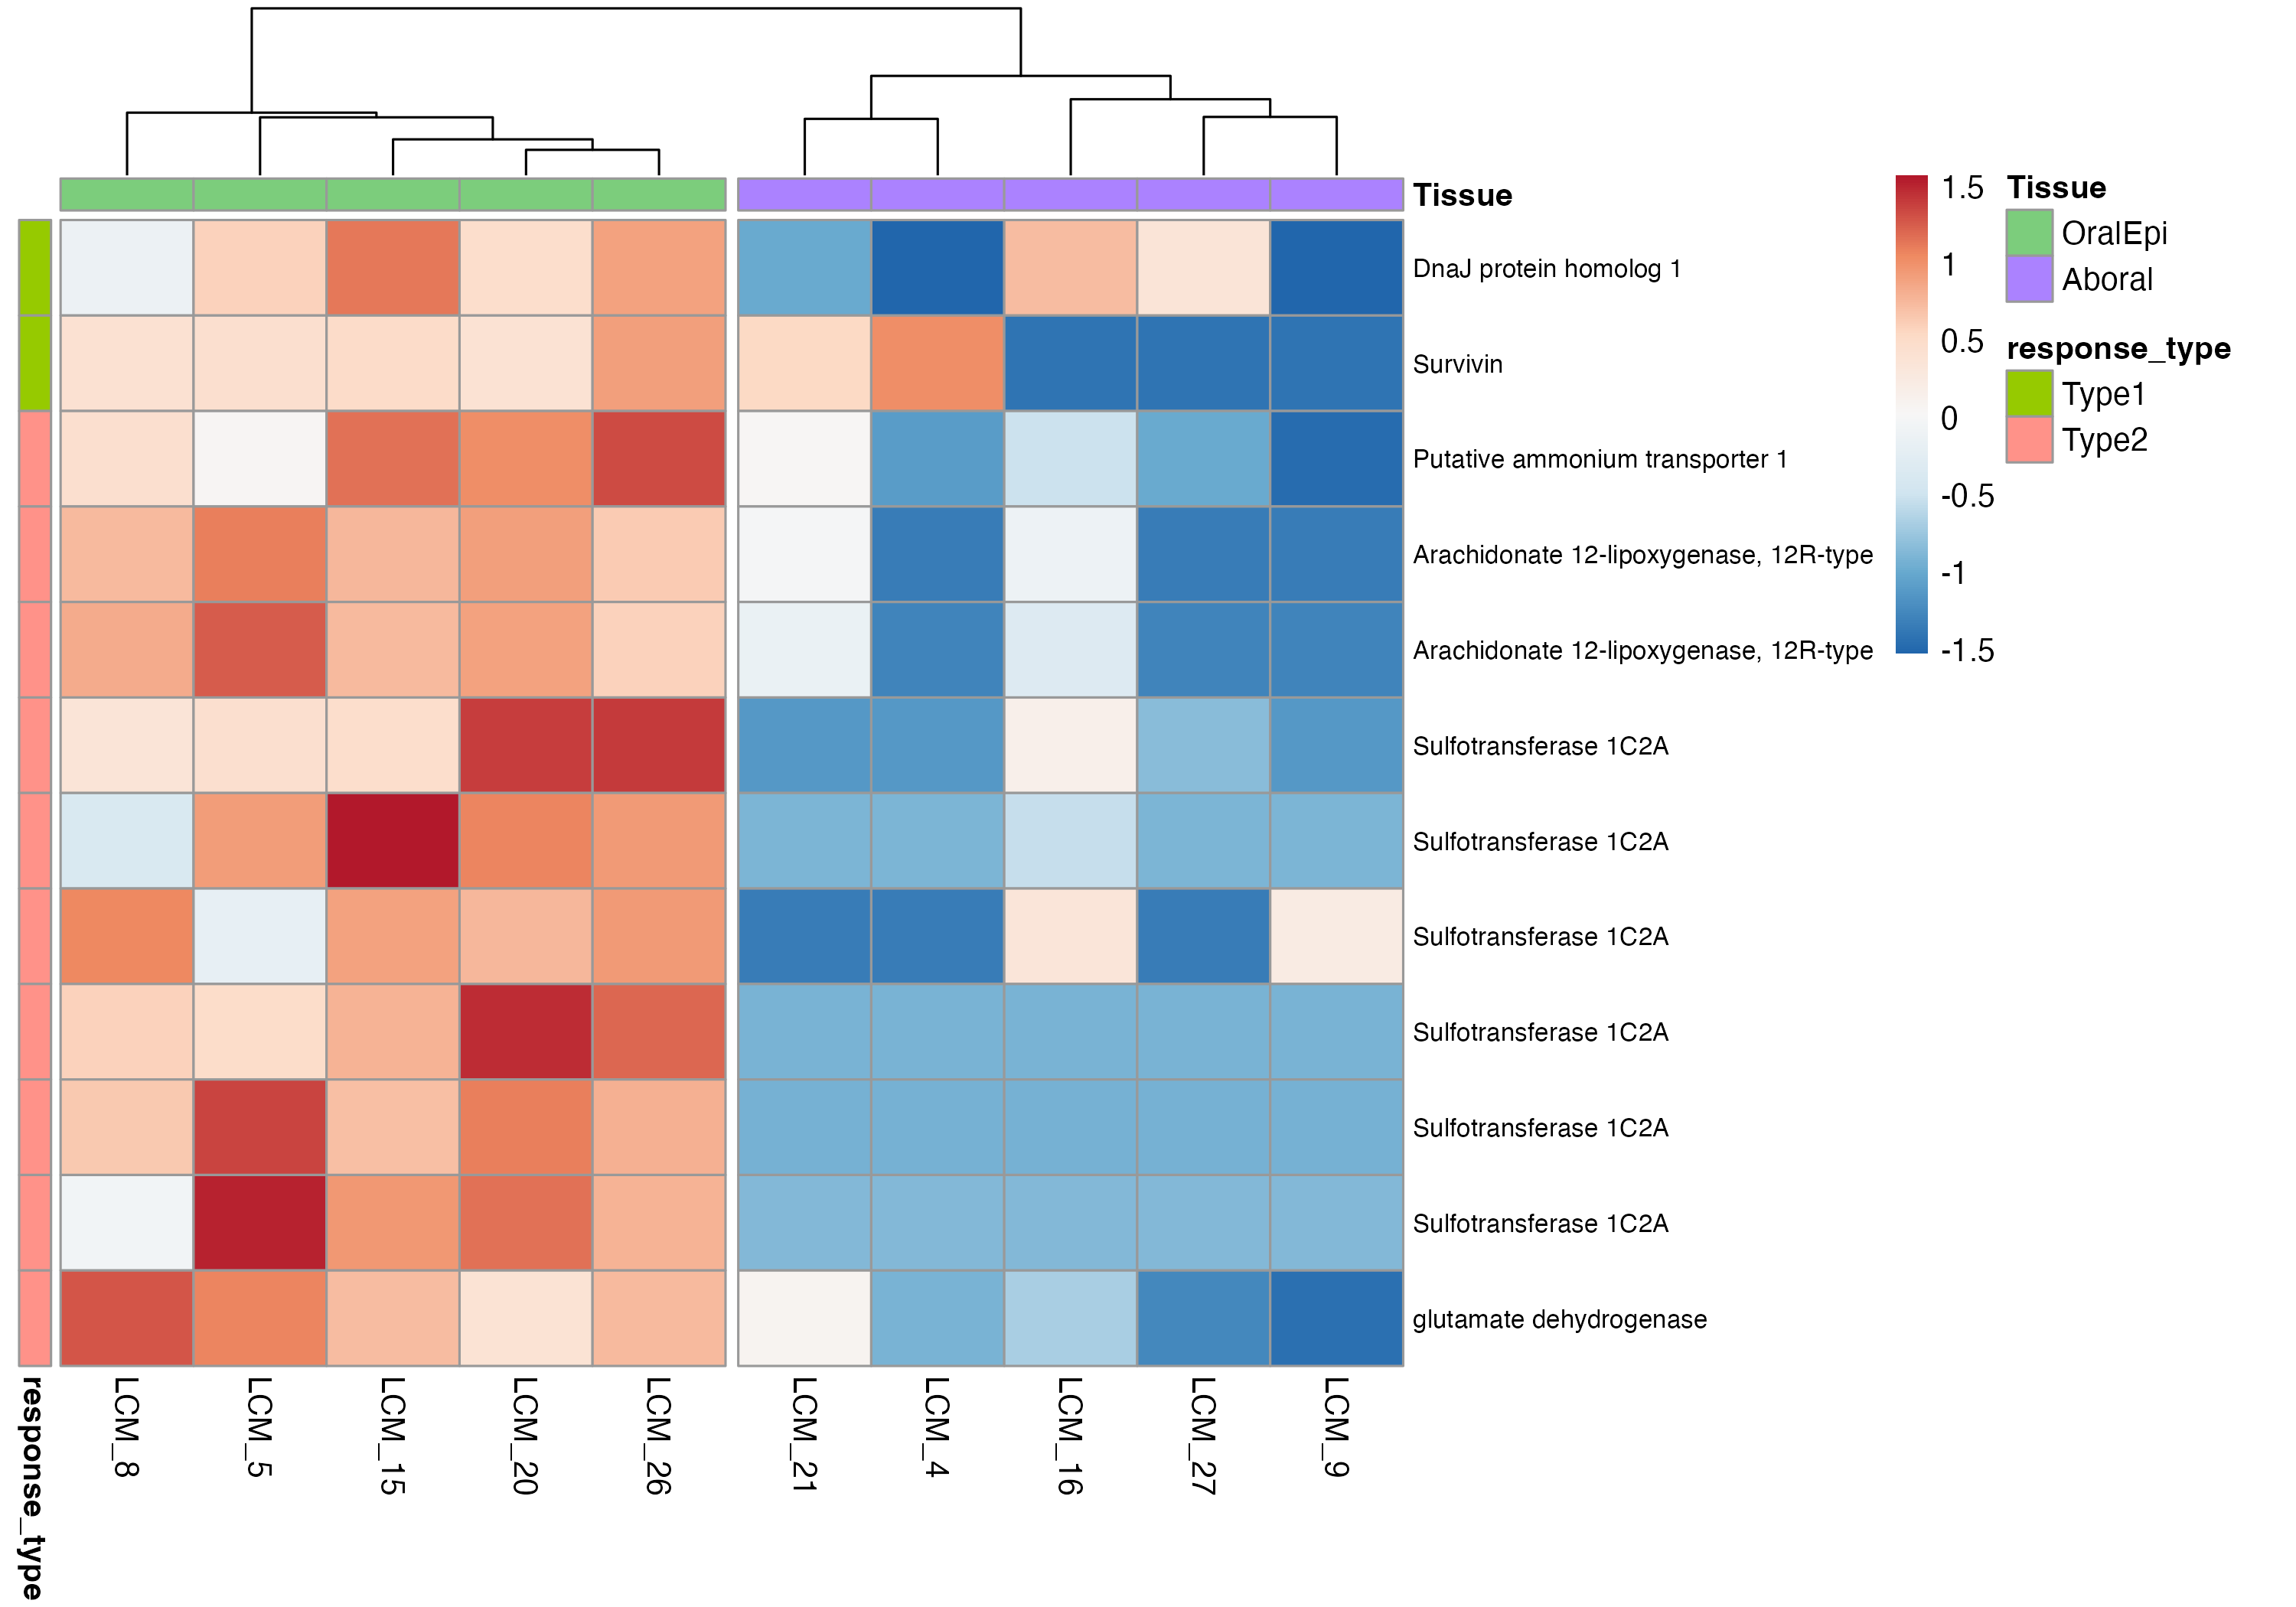 Tissue
DnaJ protein homolog 1
Survivin
Putative ammonium transporter 1
Arachidonate 12-lipoxygenase, 12R-type
Arachidonate 12-lipoxygenase, 12R-type
Sulfotransferase 1C2A
Sulfotransferase 1C2A
Sulfotransferase 1C2A
Sulfotransferase 1C2A
Sulfotransferase 1C2A
Sulfotransferase 1C2A
glutamate dehydrogenase
response_type
LCM_8
LCM_5
LCM_15
LCM_20
LCM_26
LCM_21
LCM_4
LCM_16
LCM_27
LCM_9
1.5
1
0.5
0
-0.5
-1
-1.5
Tissue
OralEpi
Aboral
response_type
Type1
Type2